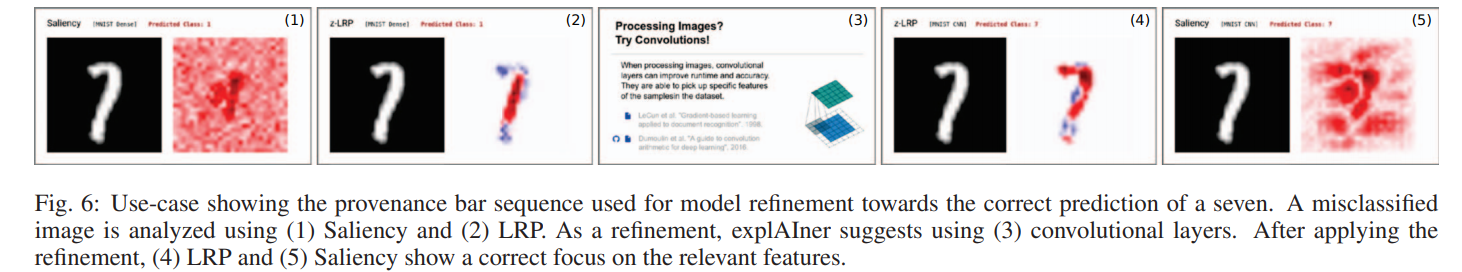 Saliency [MNIST Dense] Predicted Class: 1 (1)
z-LRP [MNIST Dense] Predicted Class: 1 (2)
Processing Images? (3)
Try Convolutions!
When processing images, convolutional
layers can improve runtime and accuracy.
They are able to pick up specific features
of the samplesin the dataset.
LeCun et al. "Gradient-based learning
applied to document recognition". 1998.
Dumoulin et al. "A guide to convolution
arithmetic for deep learning". 2016
z-LRP [MNIST CNN] Predicted Class: 7 (4)
Saliency [MNIST CNN] Predicted Class: 7 (5)
Fig. 6: Use-case showing the provenance bar sequence used for model refinement towards the correct prediction of a seven. A misclassified
image is analyzed using (1) Saliency and (2) LRP. As a refinement, explAIner suggests using (3) convolutional layers. After applying the
refinement, (4) LRP and (5) Saliency show a correct focus on the relevant features.